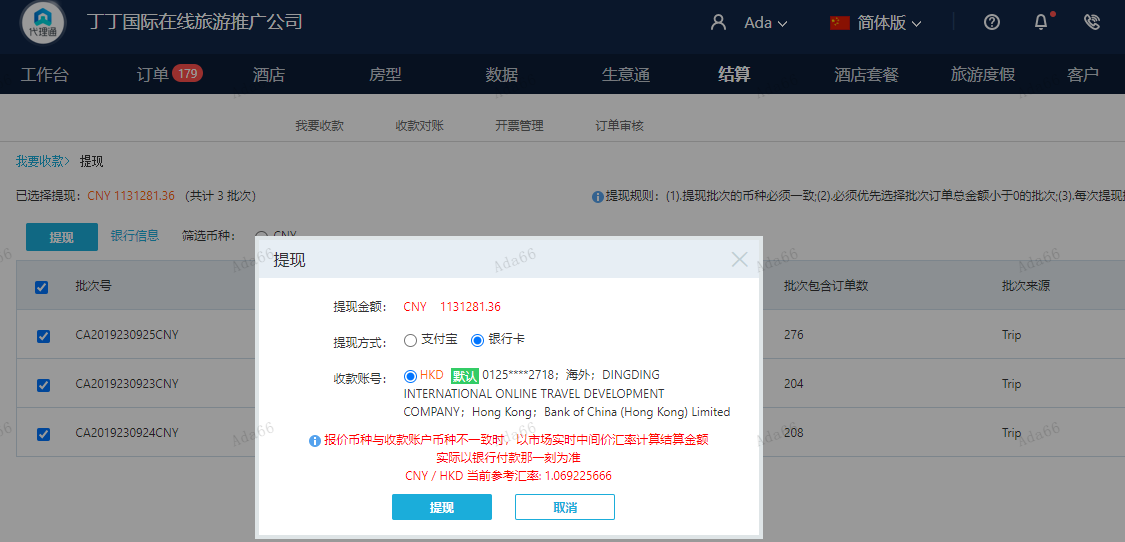 代理通
丁丁国际在线旅游推广公司
Ada
简体版
工作台 订单 179 酒店 房型 数据 生意通 结算 酒店套餐 旅游度假 客户
我要收款 收款对账 开票管理 订单审核
我要收款> 提现
已选择提现: CNY 1131281.36 (共计 3 批次)
提现规则: (1).提现批次的币种必须一致;(2).必须优先选择批次订单总金额小于0的批次;(3).每次提现
提现 银行信息 筛选币种: CNY
批次号 批次包含订单数 批次来源
CA2019230925CNY 276 Trip
CA2019230923CNY 204 Trip
CA2019230924CNY 208 Trip
提现
提现金额: CNY 1131281.36
提现方式: 支付宝 银行卡
收款账号: HKD 默认 0125****2718; 海外; DINGDING
INTERNATIONAL ONLINE TRAVEL DEVELOPMENT
COMPANY; Hong Kong; Bank of China (Hong Kong) Limited
报价币种与收款账户币种不一致时，以市场实时中间价汇率计算结算金额
实际以银行付款那一刻为准
CNY / HKD 当前参考汇率: 1.069225666
提现 取消
Ada66
Ada66
Ada66
Ada66
Ada66
Ada66
Ada66